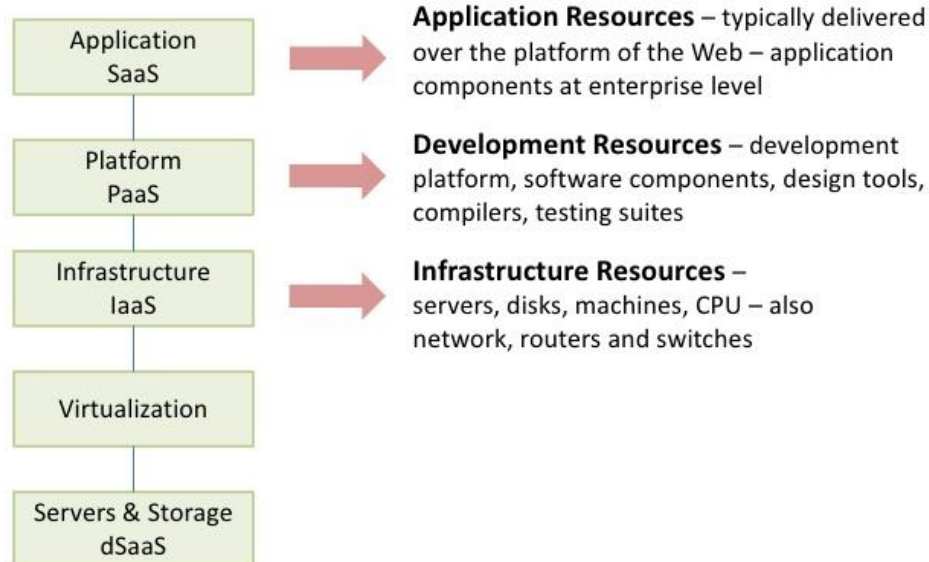 Application
SaaS
Application Resources – typically delivered
over the platform of the Web – application
components at enterprise level
Platform
PaaS
Development Resources – development
platform, software components, design tools,
compilers, testing suites
Infrastructure
IaaS
Infrastructure Resources –
servers, disks, machines, CPU – also
network, routers and switches
Virtualization
Servers & Storage
dSaaS